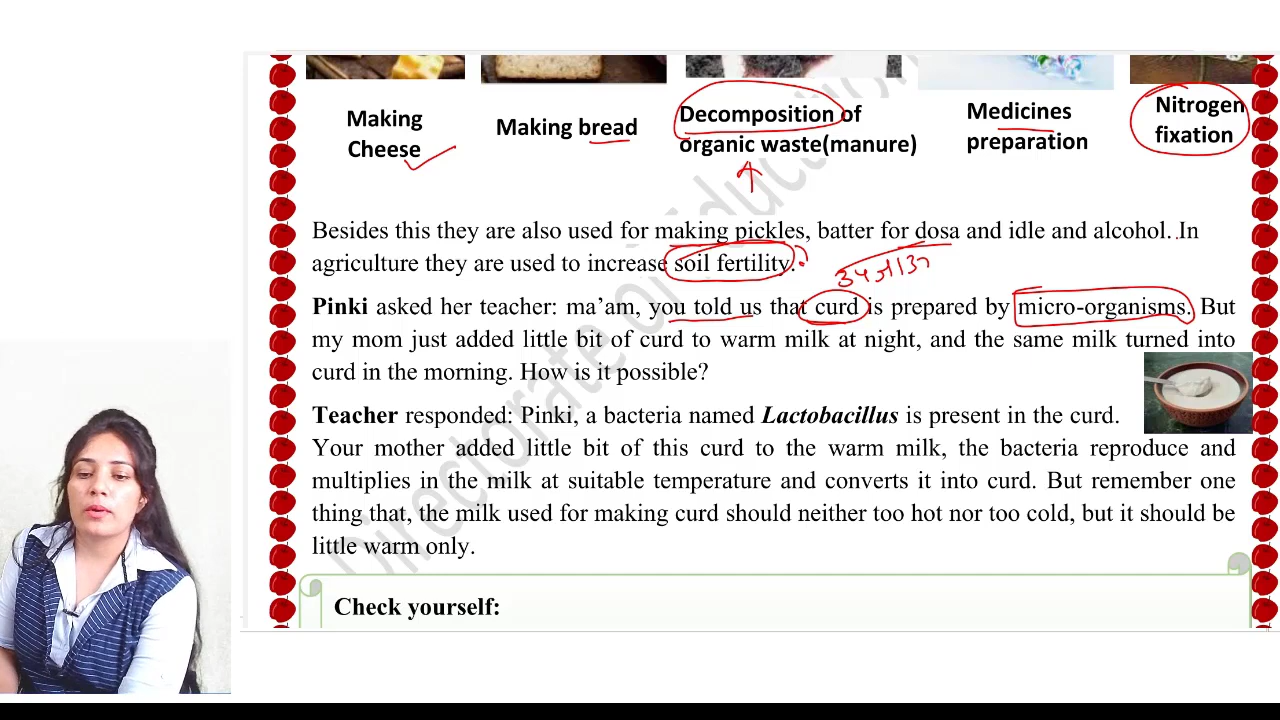 Making
Cheese
Making bread
Decomposition of
organic waste(manure)
Medicines
preparation
Nitrogen
fixation
Besides this they are also used for making pickles, batter for dosa and idle and alcohol. In
agriculture they are used to increase soil fertility.
Pinki asked her teacher: ma’am, you told us that curd is prepared by micro-organisms. But
my mom just added little bit of curd to warm milk at night, and the same milk turned into
curd in the morning. How is it possible?
Teacher responded: Pinki, a bacteria named Lactobacillus is present in the curd.
Your mother added little bit of this curd to the warm milk, the bacteria reproduce and
multiplies in the milk at suitable temperature and converts it into curd. But remember one
thing that, the milk used for making curd should neither too hot nor too cold, but it should be
little warm only.
Check yourself: